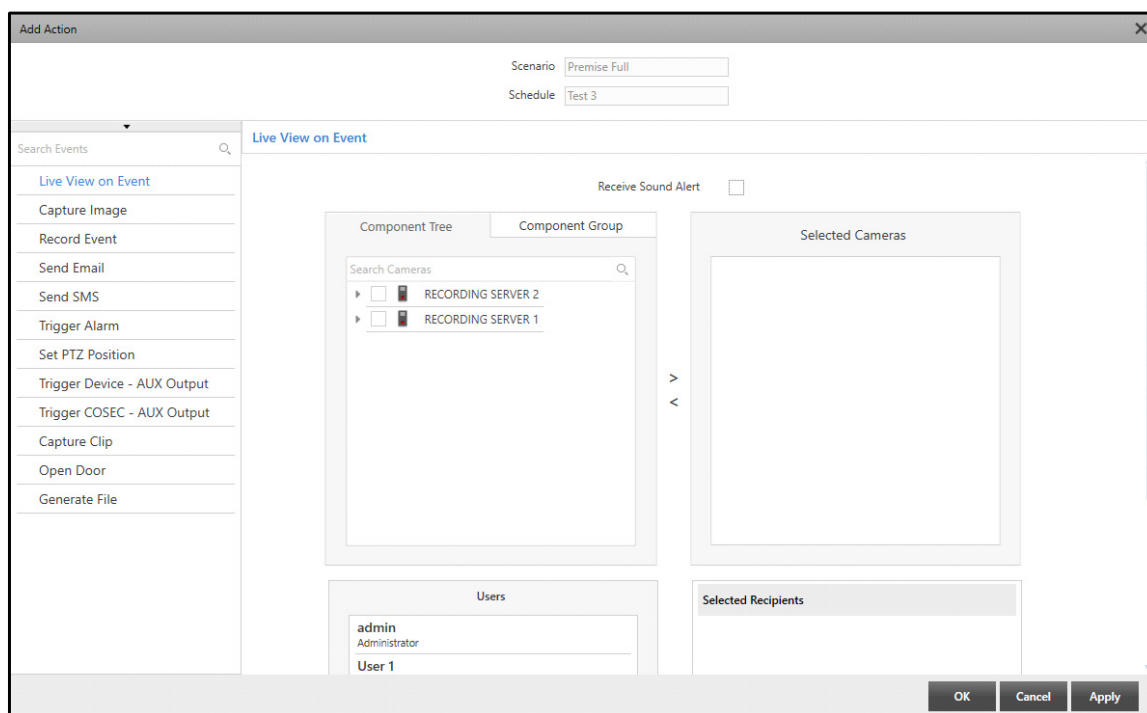 Add Action
Scenario Premise Full
Schedule Test 3
Search Events
Live View on Event
Capture Image
Record Event
Send Email
Send SMS
Trigger Alarm
Set PTZ Position
Trigger Device - AUX Output
Trigger COSEC - AUX Output
Capture Clip
Open Door
Generate File
Live View on Event
Receive Sound Alert
Component Tree
Component Group
Search Cameras
RECORDING SERVER 2
RECORDING SERVER 1
>
<
Selected Cameras
Users
admin
Administrator
User 1
Selected Recipients
OK
Cancel
Apply